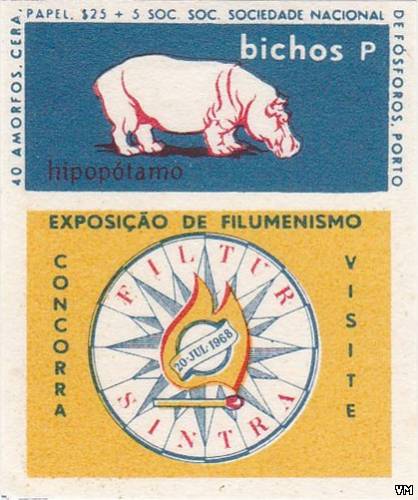 40 AMORFOS, CERA,
PAPEL, $25 + 5 SOC. SOC. SOCIEDADE NACIONAL
DE FÓSFOROS, PORTO
bichos P
hipopótamo
EXPOSIÇÃO DE FILUMENISMO
CONCORRA
VISITE
FILTUR
20-JUL-1968
SINTRA
VM